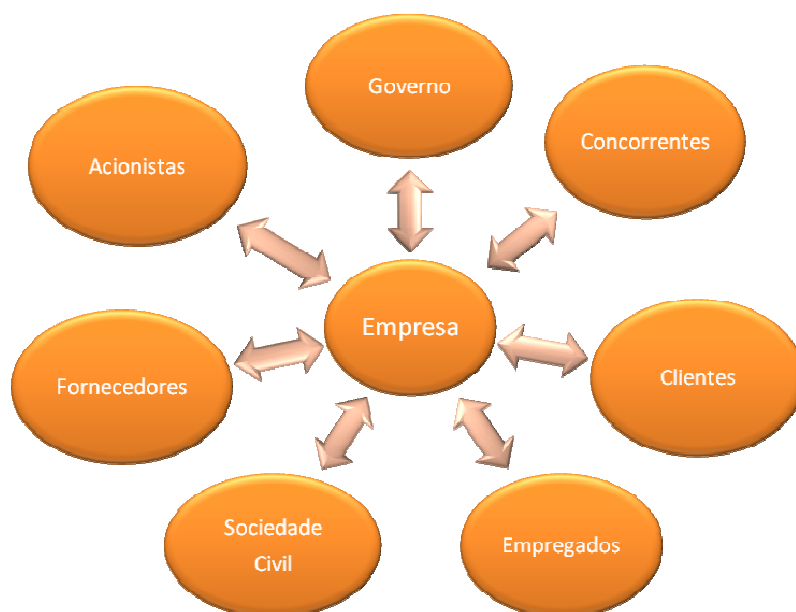 Governo
Concorrentes
Acionistas
Empresa
Clientes
Fornecedores
Sociedade
Civil
Empregados